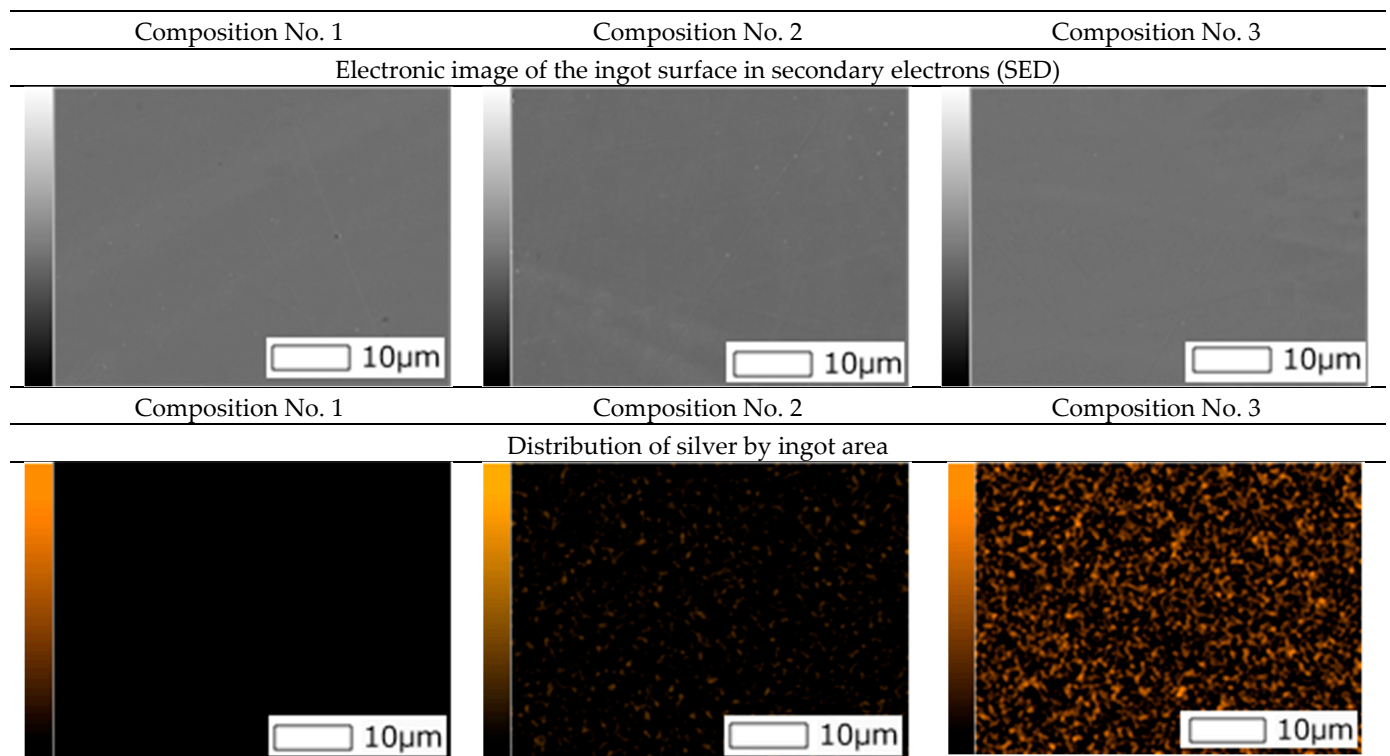 Composition No. 1 Composition No. 2 Composition No. 3
Electronic image of the ingot surface in secondary electrons (SED)
10µm 10µm 10µm
Composition No. 1 Composition No. 2 Composition No. 3
Distribution of silver by ingot area
10µm 10µm 10µm